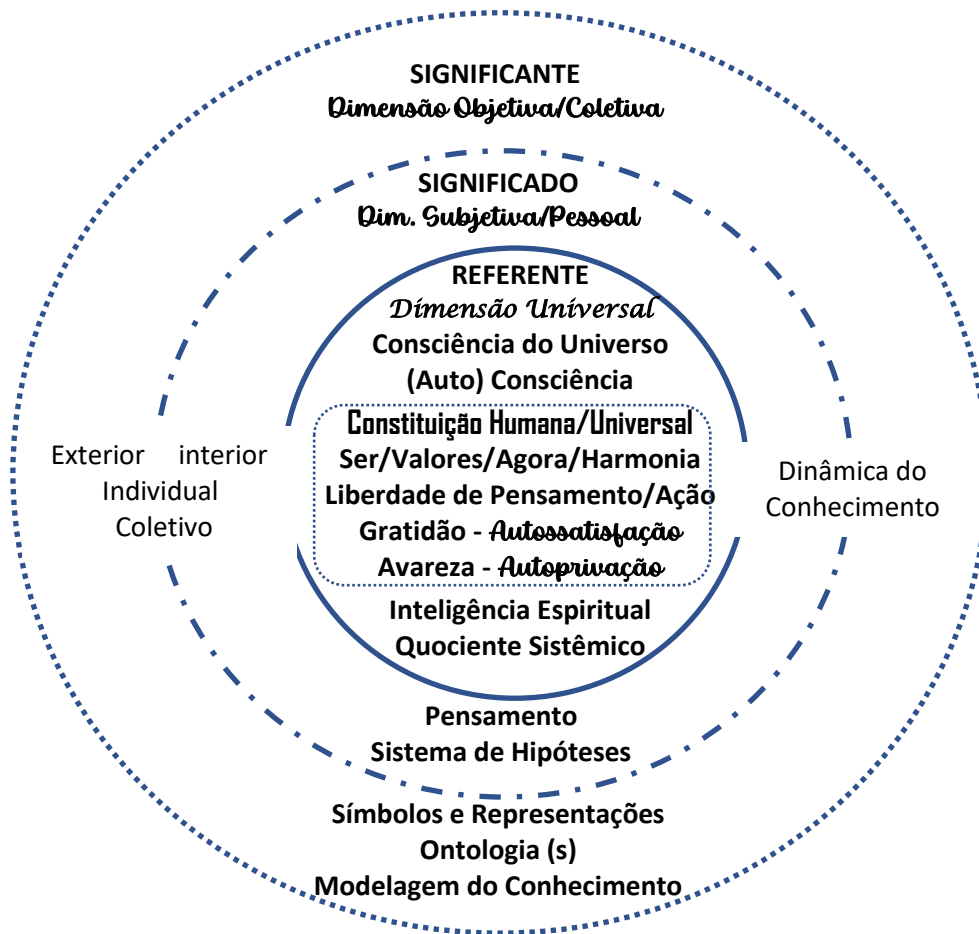 SIGNIFICANTE
Dimensão Objetiva/Coletiva
SIGNIFICADO
Dim. Subjetiva/Pessoal
REFERENTE
Dimensão Universal
Consciência do Universo
(Auto) Consciência
Constituição Humana/Universal
Ser/Valores/Agora/Harmonia
Liberdade de Pensamento/Ação
Gratidão - Autossatisfação
Avareza - Autoprivação
Inteligência Espiritual
Quociente Sistêmico
Exterior interior
Individual
Coletivo
Dinâmica do
Conhecimento
Pensamento
Sistema de Hipóteses
Símbolos e Representações
Ontologia (s)
Modelagem do Conhecimento